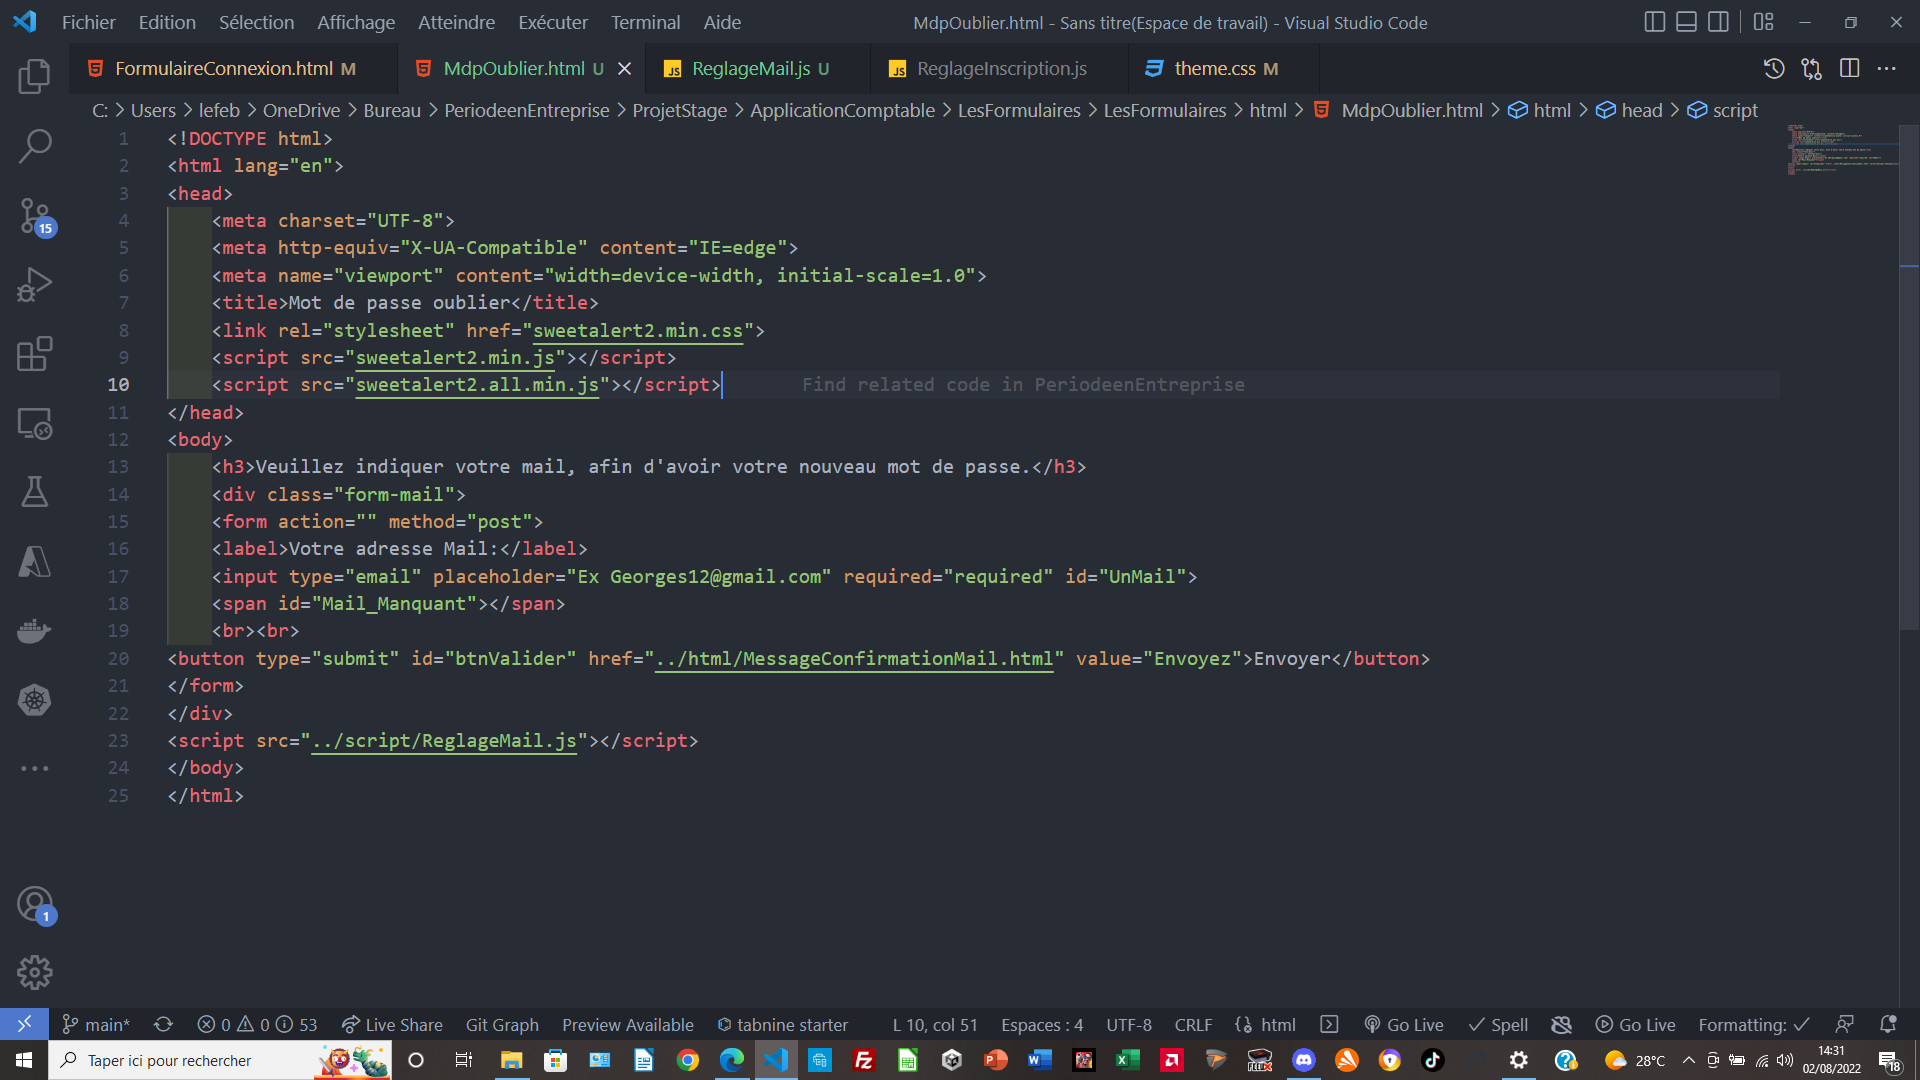 Fichier Edition Sélection Affichage Atteindre Exécuter Terminal Aide MdpOublier.html - Sans titre(Espace de travail) - Visual Studio Code
FormulaireConnexion.html M MdpOublier.html U JS ReglageMail.js U JS ReglageInscription.js theme.css M
C: > Users > lefeb > OneDrive > Bureau > PeriodeenEntreprise > ProjetStage > ApplicationComptable > LesFormulaires > LesFormulaires > html > MdpOublier.html > html > head > script
1 <!DOCTYPE html>
2 <html lang="en">
3 <head>
4 <meta charset="UTF-8">
5 <meta http-equiv="X-UA-Compatible" content="IE=edge">
6 <meta name="viewport" content="width=device-width, initial-scale=1.0">
7 <title>Mot de passe oublier</title>
8 <link rel="stylesheet" href="sweetalert2.min.css">
9 <script src="sweetalert2.min.js"></script>
10 <script src="sweetalert2.all.min.js"></script> Find related code in PeriodeenEntreprise
11 </head>
12 <body>
13 <h3>Veuillez indiquer votre mail, afin d'avoir votre nouveau mot de passe.</h3>
14 <div class="form-mail">
15 <form action="" method="post">
16 <label>Votre adresse Mail:</label>
17 <input type="email" placeholder="Ex Georges12@gmail.com" required="required" id="UnMail">
18 <span id="Mail_Manquant"></span>
19 <br><br>
20 <button type="submit" id="btnValider" href="../html/MessageConfirmationMail.html" value="Envoyez">Envoyer</button>
21 </form>
22 </div>
23 <script src="../script/ReglageMail.js"></script>
24 </body>
25 </html>
15
1
main* 0 0 53 Live Share Git Graph Preview Available tabnine starter L 10, col 51 Espaces : 4 UTF-8 CRLF html Go Live Spell Go Live Formatting:
Taper ici pour rechercher 28°C 14:31
02/08/2022 18